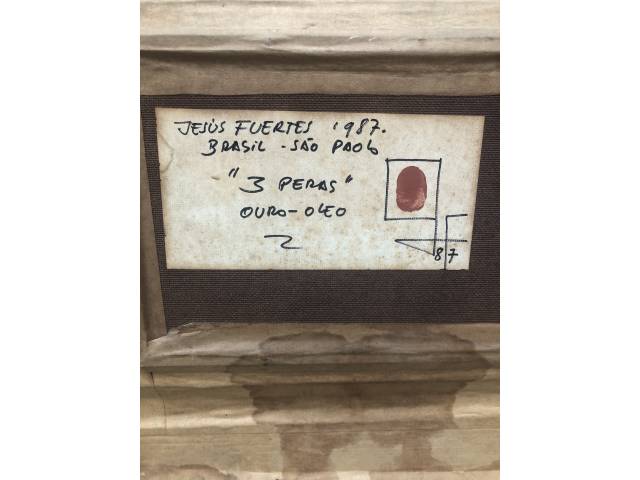 JESÚS FUERTES 1987.
BRASIL - SÃO PAOLO
"3 PERAS"
OURO-OLEO
87